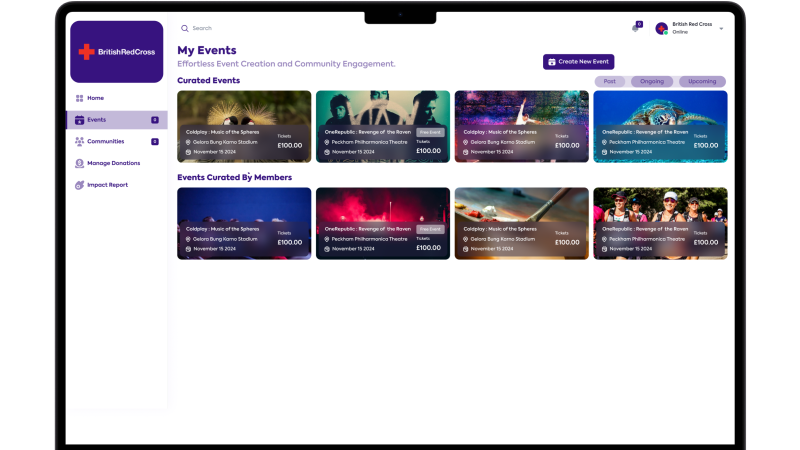 BritishRedCross
Home
Events
0
Communities
0
Manage Donations
Impact Report
Search
0
British Red Cross
Online
My Events
Effortless Event Creation and Community Engagement.
Create New Event
Curated Events
Past
Ongoing
Upcoming
Coldplay : Music of the Spheres
Gelora Bung Karno Stadium
November 15 2024
Tickets
£100.00
OneRepublic : Revenge of the Raven
Free Event
Peckham Philharmonica Theatre
Tickets
November 15 2024
£100.00
Coldplay : Music of the Spheres
Gelora Bung Karno Stadium
November 15 2024
Tickets
£100.00
OneRepublic : Revenge of the Raven
Peckham Philharmonica Theatre
November 15 2024
Tickets
£100.00
Events Curated By Members
Coldplay : Music of the Spheres
Gelora Bung Karno Stadium
November 15 2024
Tickets
£100.00
OneRepublic : Revenge of the Raven
Free Event
Peckham Philharmonica Theatre
Tickets
November 15 2024
£100.00
Coldplay : Music of the Spheres
Gelora Bung Karno Stadium
November 15 2024
Tickets
£100.00
OneRepublic : Revenge of the Raven
Peckham Philharmonica Theatre
November 15 2024
Tickets
£100.00